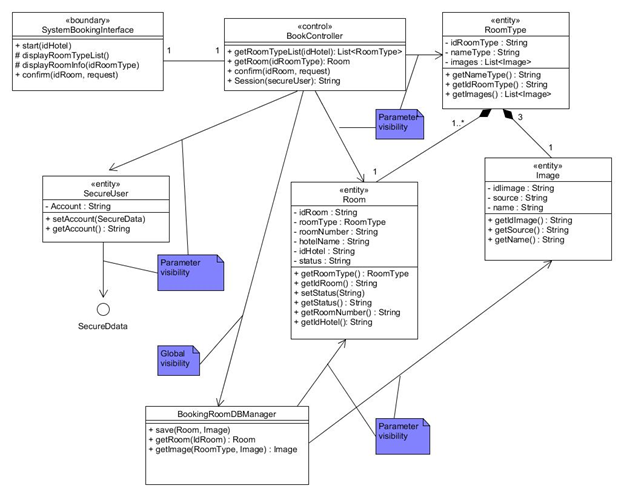 «boundary»
SystemBookingInterface
+ start(idHotel)
# displayRoomTypeList()
# displayRoomInfo(idRoomType)
+ confirm(idRoom, request)
1
1
«control»
BookController
+ getRoomTypeList(idHotel): List<RoomType>
+ getRoom(idRoomType): Room
+ confirm(idRoom, request)
+ Session(secureUser): String
«entity»
RoomType
- idRoomType : String
- nameType : String
- images : List<Image>
+ getNameType() : String
+ getIdRoomType() : String
+ getImages() : List<Image>
Parameter
visibility
1..*
3
1
1
«entity»
SecureUser
- Account : String
+ setAccount(SecureData)
+ getAccount() : String
Parameter
visibility
SecureDdata
«entity»
Room
- idRoom : String
- roomType : RoomType
- roomNumber : String
- hotelName : String
- idHotel : String
- status : String
+ getRoomType() : RoomType
+ getIdRoom() : String
+ setStatus(String)
+ getStatus() : String
+ getRoomNumber() : String
+ getIdHotel(): String
«entity»
Image
- idIimage : String
- source : String
- name : String
+ getIdImage() : String
+ getSource() : String
+ getName() : String
Global
visibility
BookingRoomDBManager
+ save(Room, Image)
+ getRoom(IdRoom) : Room
+ getImage(RoomType, Image) : Image
Parameter
visibility